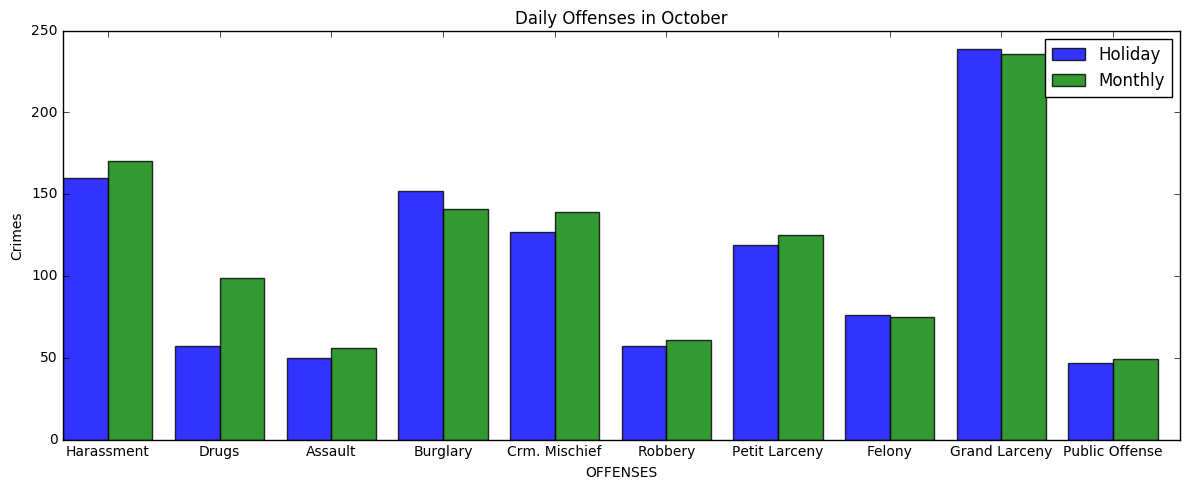 Daily Offenses in October
250
200
150
100
50
0
Crimes
Holiday
Monthly
Harassment Drugs Assault Burglary Crm. Mischief Robbery Petit Larceny Felony Grand Larceny Public Offense
OFFENSES